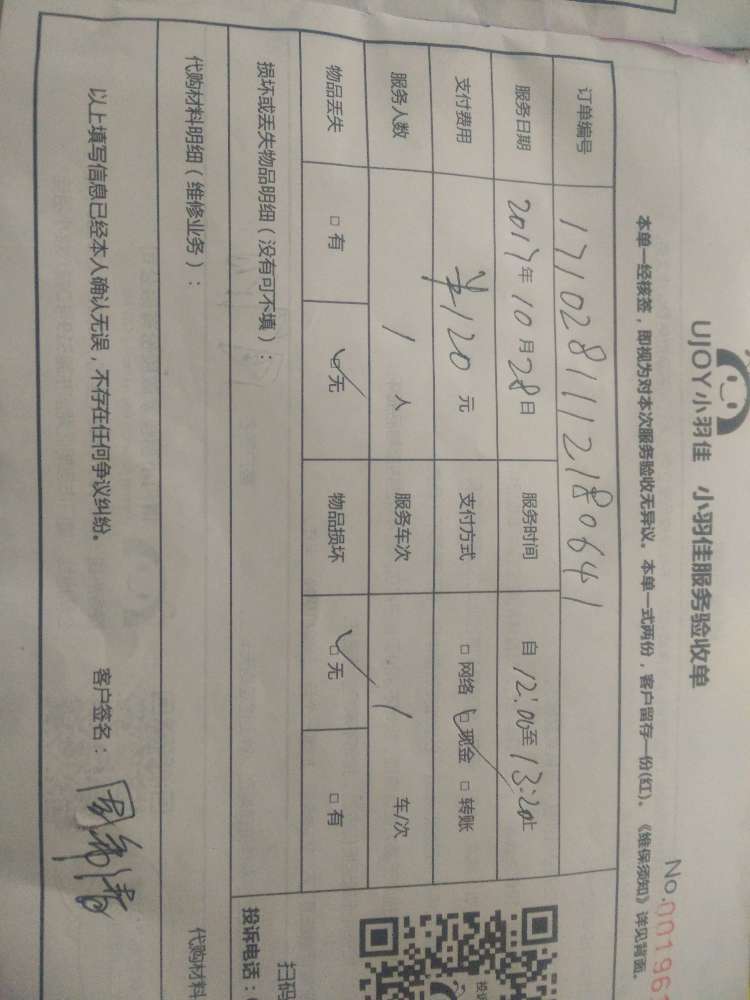 UJOY小羽佳 小羽佳服务验收单
No.00196
本单一经核签，即视为对本次服务验收无异议。本单一式两份，客户留存一份(红)。《维保须知》详见背面。
订单编号 1710281112180641
服务日期 2017年10月28日 服务时间 自12:06至13:20止
支付费用 ¥120元 支付方式 □网络 ☑现金 □转账
服务人数 1人 服务车次 1车/次
物品丢失 □有 ☑无 物品损坏 ☑无 □有
损坏或丢失物品明细（没有可不填）：
代购材料明细（维修业务）：
代购材料
以上填写信息已经本人确认无误，不存在任何争议纠纷。 客户签名：
扫码
投诉电话：